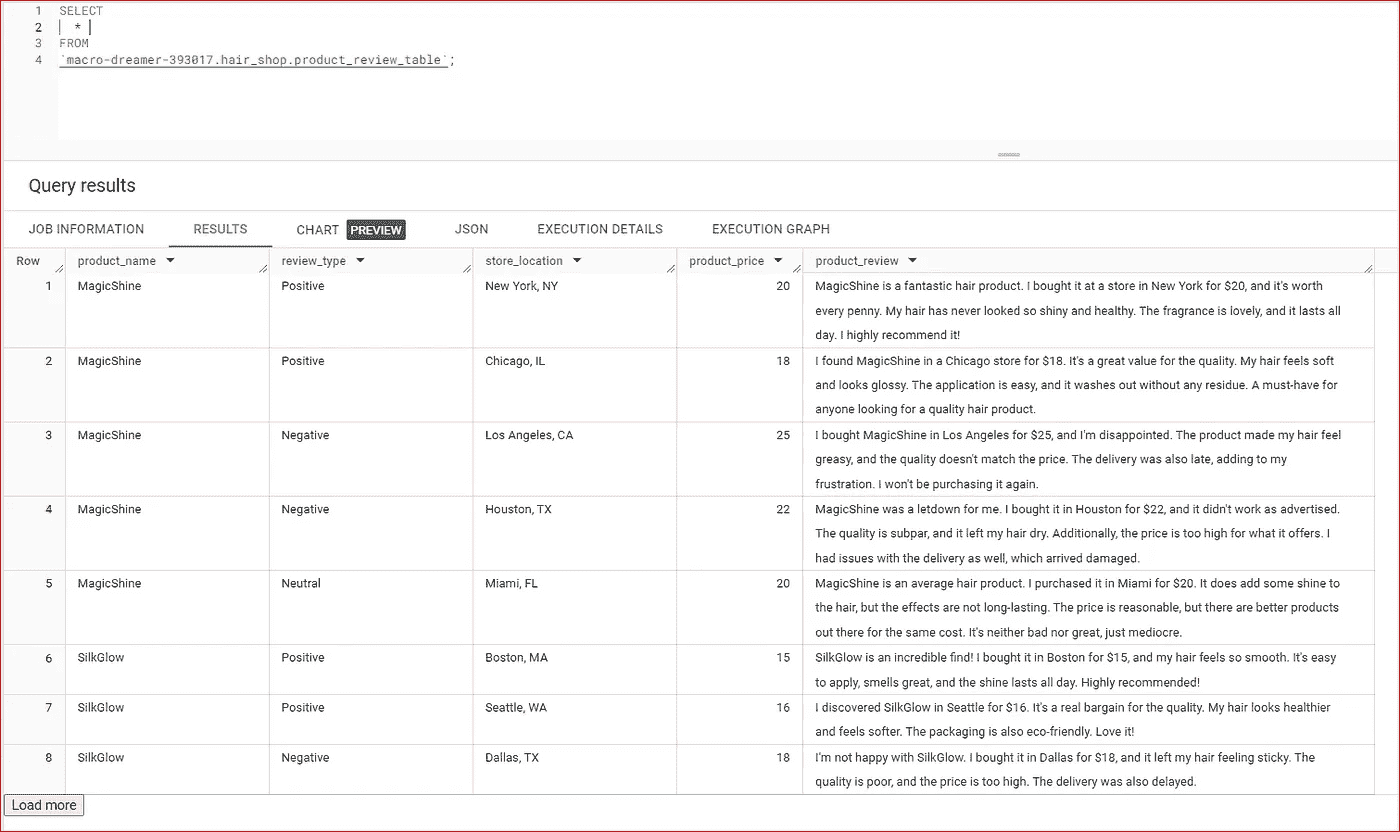 1 SELECT
2 *
3 FROM
4 `macro-dreamer-393017.hair_shop.product_review_table`;
Query results
JOB INFORMATION RESULTS CHART PREVIEW JSON EXECUTION DETAILS EXECUTION GRAPH
Row product_name review_type store_location product_price product_review
1 MagicShine Positive New York, NY 20 MagicShine is a fantastic hair product. I bought it at a store in New York for $20, and it's worth
every penny. My hair has never looked so shiny and healthy. The fragrance is lovely, and it lasts all
day. I highly recommend it!
2 MagicShine Positive Chicago, IL 18 I found MagicShine in a Chicago store for $18. It's a great value for the quality. My hair feels soft
and looks glossy. The application is easy, and it washes out without any residue. A must-have for
anyone looking for a quality hair product.
3 MagicShine Negative Los Angeles, CA 25 I bought MagicShine in Los Angeles for $25, and I'm disappointed. The product made my hair feel
greasy, and the quality doesn't match the price. The delivery was also late, adding to my
frustration. I won't be purchasing it again.
4 MagicShine Negative Houston, TX 22 MagicShine was a letdown for me. I bought it in Houston for $22, and it didn't work as advertised.
The quality is subpar, and it left my hair dry. Additionally, the price is too high for what it offers. I
had issues with the delivery as well, which arrived damaged.
5 MagicShine Neutral Miami, FL 20 MagicShine is an average hair product. I purchased it in Miami for $20. It does add some shine to
the hair, but the effects are not long-lasting. The price is reasonable, but there are better products
out there for the same cost. It's neither bad nor great, just mediocre.
6 SilkGlow Positive Boston, MA 15 SilkGlow is an incredible find! I bought it in Boston for $15, and my hair feels so smooth. It's easy
to apply, smells great, and the shine lasts all day. Highly recommended!
7 SilkGlow Positive Seattle, WA 16 I discovered SilkGlow in Seattle for $16. It's a real bargain for the quality. My hair looks healthier
and feels softer. The packaging is also eco-friendly. Love it!
8 SilkGlow Negative Dallas, TX 18 I'm not happy with SilkGlow. I bought it in Dallas for $18, and it left my hair feeling sticky. The
quality is poor, and the price is too high. The delivery was also delayed.
Load more